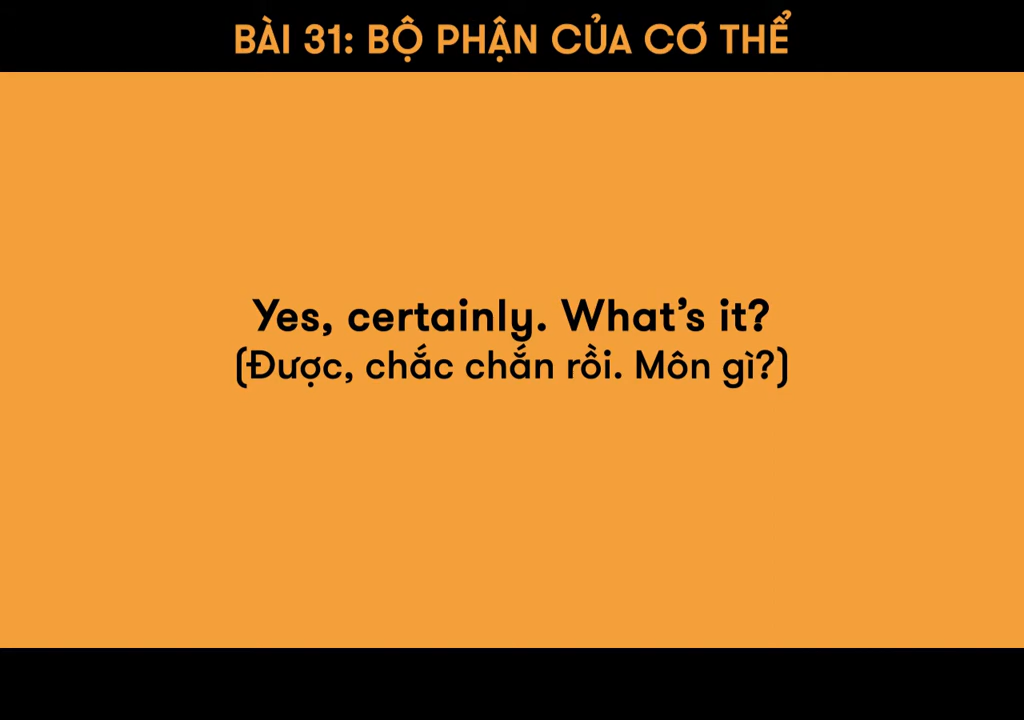 BÀI 31: BỘ PHẬN CỦA CƠ THỂ
Yes, certainly. What’s it?
(Được, chắc chắn rồi. Môn gì?)